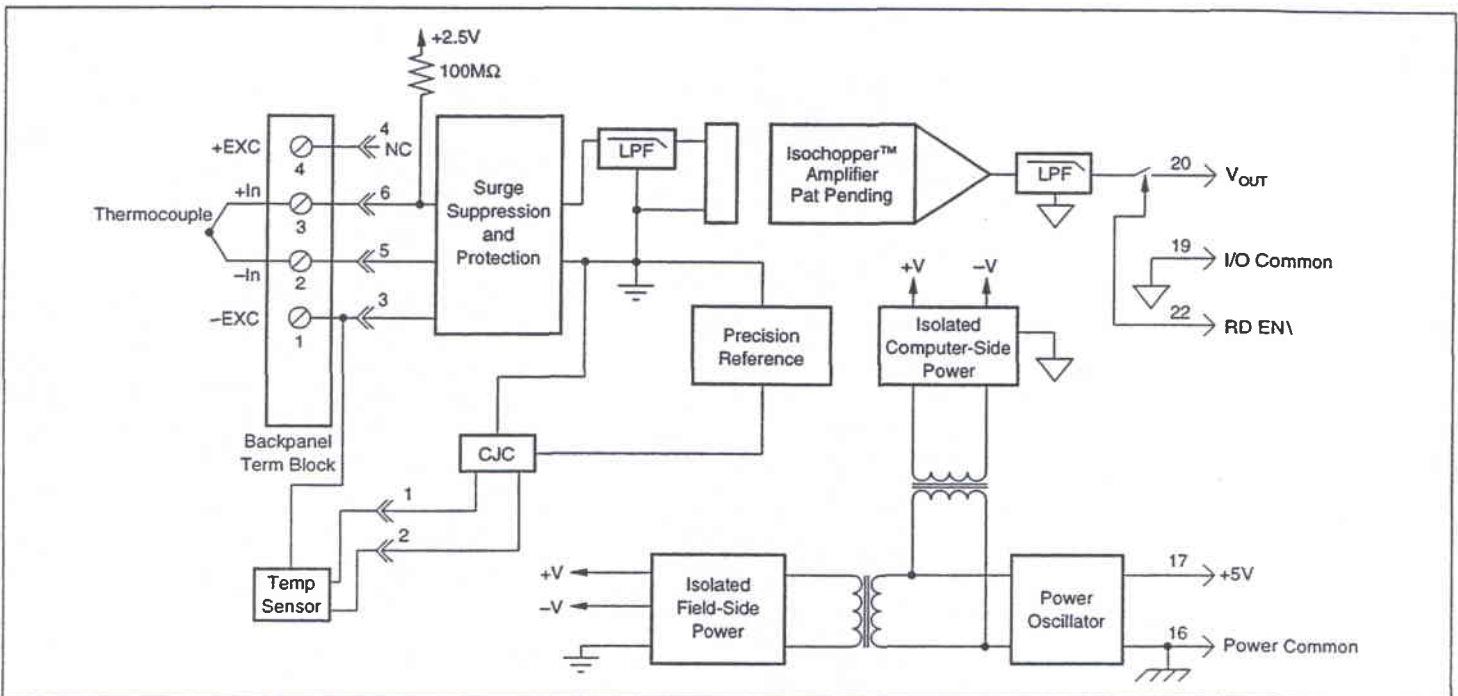 +2.5V
100MΩ
+EXC
4
4
NC
+In
3
6
Thermocouple
–In
2
5
–EXC
1
3
Backpanel
Term Block
Surge
Suppression
and
Protection
LPF
Isochopper™
Amplifier
Pat Pending
LPF
20
VOUT
19
I/O Common
22
RD EN\
+V
–V
Isolated
Computer-Side
Power
Precision
Reference
CJC
1
2
Temp
Sensor
+V
–V
Isolated
Field-Side
Power
Power
Oscillator
17
+5V
16
Power Common